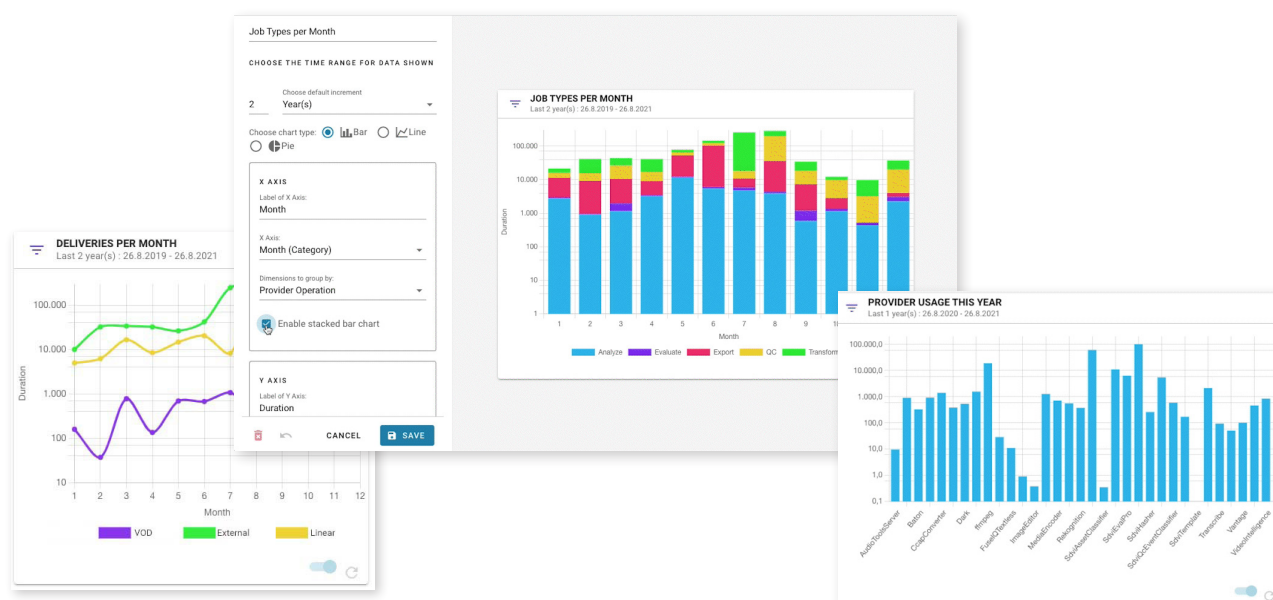 Job Types per Month
CHOOSE THE TIME RANGE FOR DATA SHOWN
Choose default increment
2 Year(s)
Choose chart type: Bar Line
Pie
X AXIS
Label of X Axis:
Month
X Axis:
Month (Category)
Dimensions to group by:
Provider Operation
Enable stacked bar chart
Y AXIS
Label of Y Axis:
Duration
CANCEL SAVE
JOB TYPES PER MONTH
Last 2 year(s) : 26.8.2019 - 26.8.2021
100.000
10.000
1.000
100
10
1
Duration
1 2 3 4 5 6 7 8 9
Month
Analyze Evaluate Export QC Transform
DELIVERIES PER MONTH
Last 2 year(s) : 26.8.2019 - 26.8.2021
100.000
10.000
1.000
100
10
Duration
1 2 3 4 5 6 7 8 9 10 11 12
Month
VOD External Linear
PROVIDER USAGE THIS YEAR
Last 1 year(s) : 26.8.2020 - 26.8.2021
100.000,0
10.000,0
1.000,0
100,0
10,0
1,0
0,1
AudioToolsServer
Baton
CcapConverter
Dark
ffmpeg
FuseIQTextless
ImageEditor
MediaEncoder
Rekognition
SdviAssetClassifier
SdviEvalPro
SdviHasher
SdviQcEventClassifier
SdviTemplate
Transcribe
Vantage
VideoIntelligence